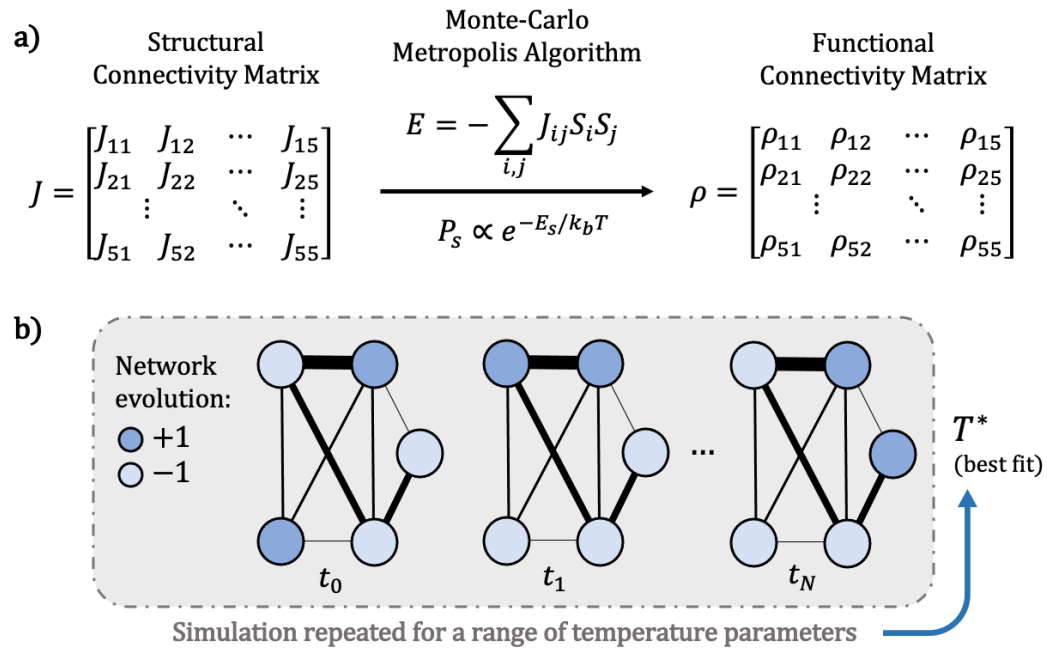 a)
Structural
Connectivity Matrix
Monte-Carlo
Metropolis Algorithm
Functional
Connectivity Matrix
J = [J₁₁ J₁₂ ⋯ J₁₅
J₂₁ J₂₂ ⋯ J₂₅
⋮ ⋱ ⋮
J₅₁ J₅₂ ⋯ J₅₅]
E = −∑i,j JᵢⱼSᵢSⱼ
Pₛ ∝ e^(−Eₛ/k_bT)
ρ = [ρ₁₁ ρ₁₂ ⋯ ρ₁₅
ρ₂₁ ρ₂₂ ⋯ ρ₂₅
⋮ ⋱ ⋮
ρ₅₁ ρ₅₂ ⋯ ρ₅₅]
b)
Network
evolution:
+1
−1
t₀
t₁
...
t_N
T*
(best fit)
Simulation repeated for a range of temperature parameters